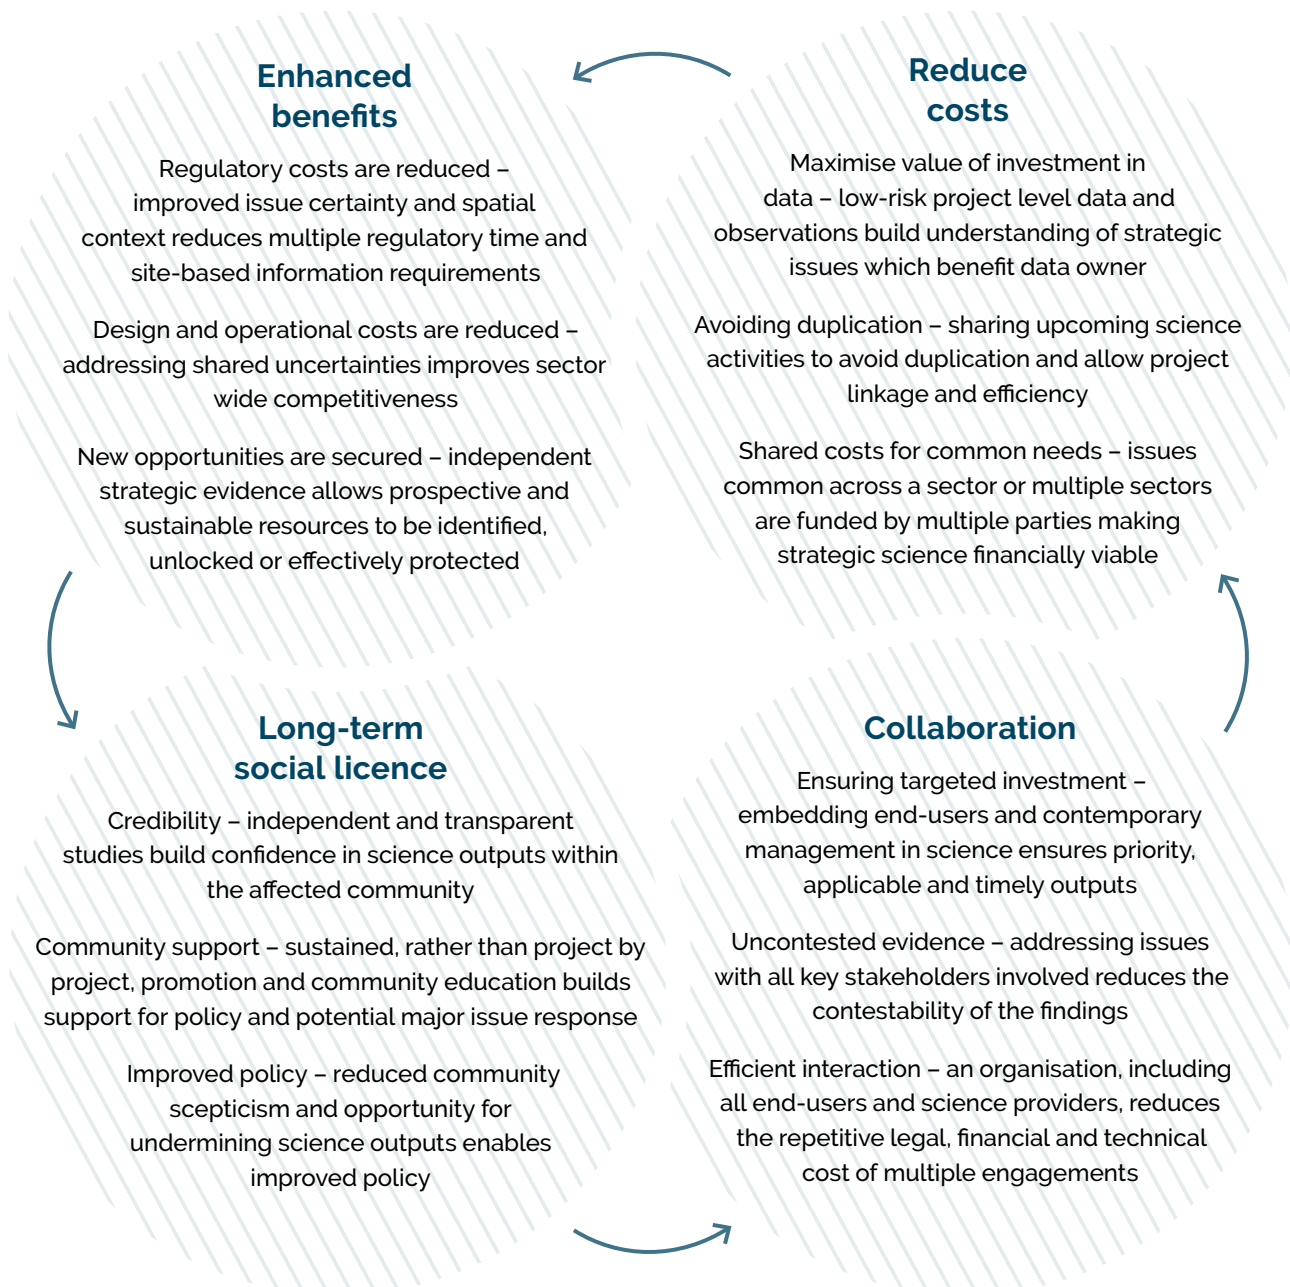 Enhanced
benefits
Regulatory costs are reduced –
improved issue certainty and spatial
context reduces multiple regulatory time and
site-based information requirements
Design and operational costs are reduced –
addressing shared uncertainties improves sector
wide competitiveness
New opportunities are secured – independent
strategic evidence allows prospective and
sustainable resources to be identified,
unlocked or effectively protected
Reduce
costs
Maximise value of investment in
data – low-risk project level data and
observations build understanding of strategic
issues which benefit data owner
Avoiding duplication – sharing upcoming science
activities to avoid duplication and allow project
linkage and efficiency
Shared costs for common needs – issues
common across a sector or multiple sectors
are funded by multiple parties making
strategic science financially viable
Long-term
social licence
Credibility – independent and transparent
studies build confidence in science outputs within
the affected community
Community support – sustained, rather than project by
project, promotion and community education builds
support for policy and potential major issue response
Improved policy – reduced community
scepticism and opportunity for
undermining science outputs enables
improved policy
Collaboration
Ensuring targeted investment –
embedding end-users and contemporary
management in science ensures priority,
applicable and timely outputs
Uncontested evidence – addressing issues
with all key stakeholders involved reduces the
contestability of the findings
Efficient interaction – an organisation, including
all end-users and science providers, reduces
the repetitive legal, financial and technical
cost of multiple engagements